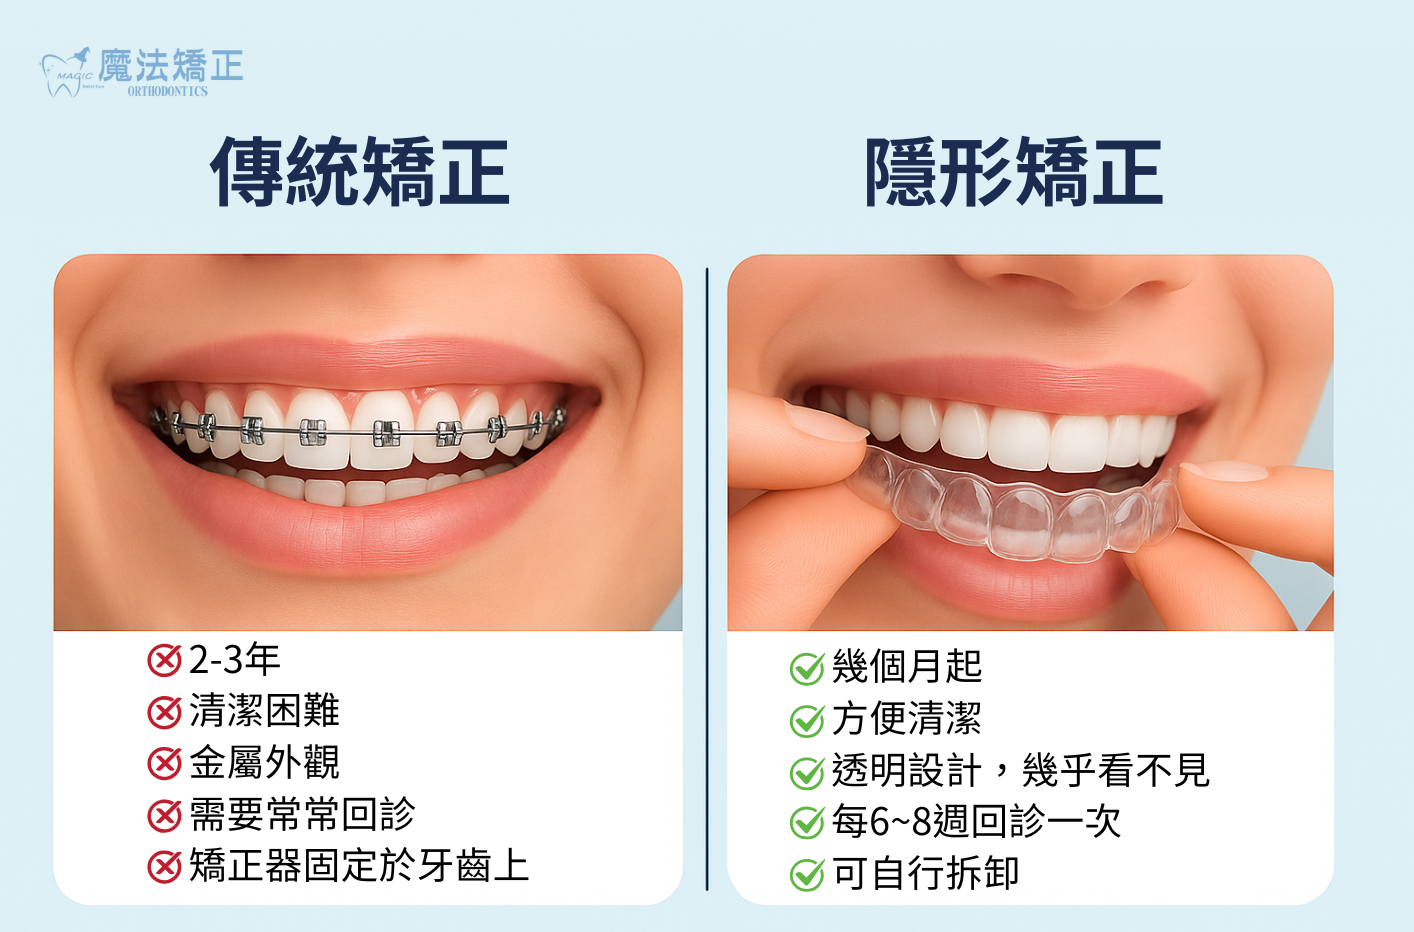 MAGIC
魔法矯正
ORTHODONTICS
傳統矯正
隱形矯正
2-3年
清潔困難
金屬外觀
需要常常回診
矯正器固定於牙齒上
幾個月起
方便清潔
透明設計，幾乎看不見
每6~8週回診一次
可自行拆卸